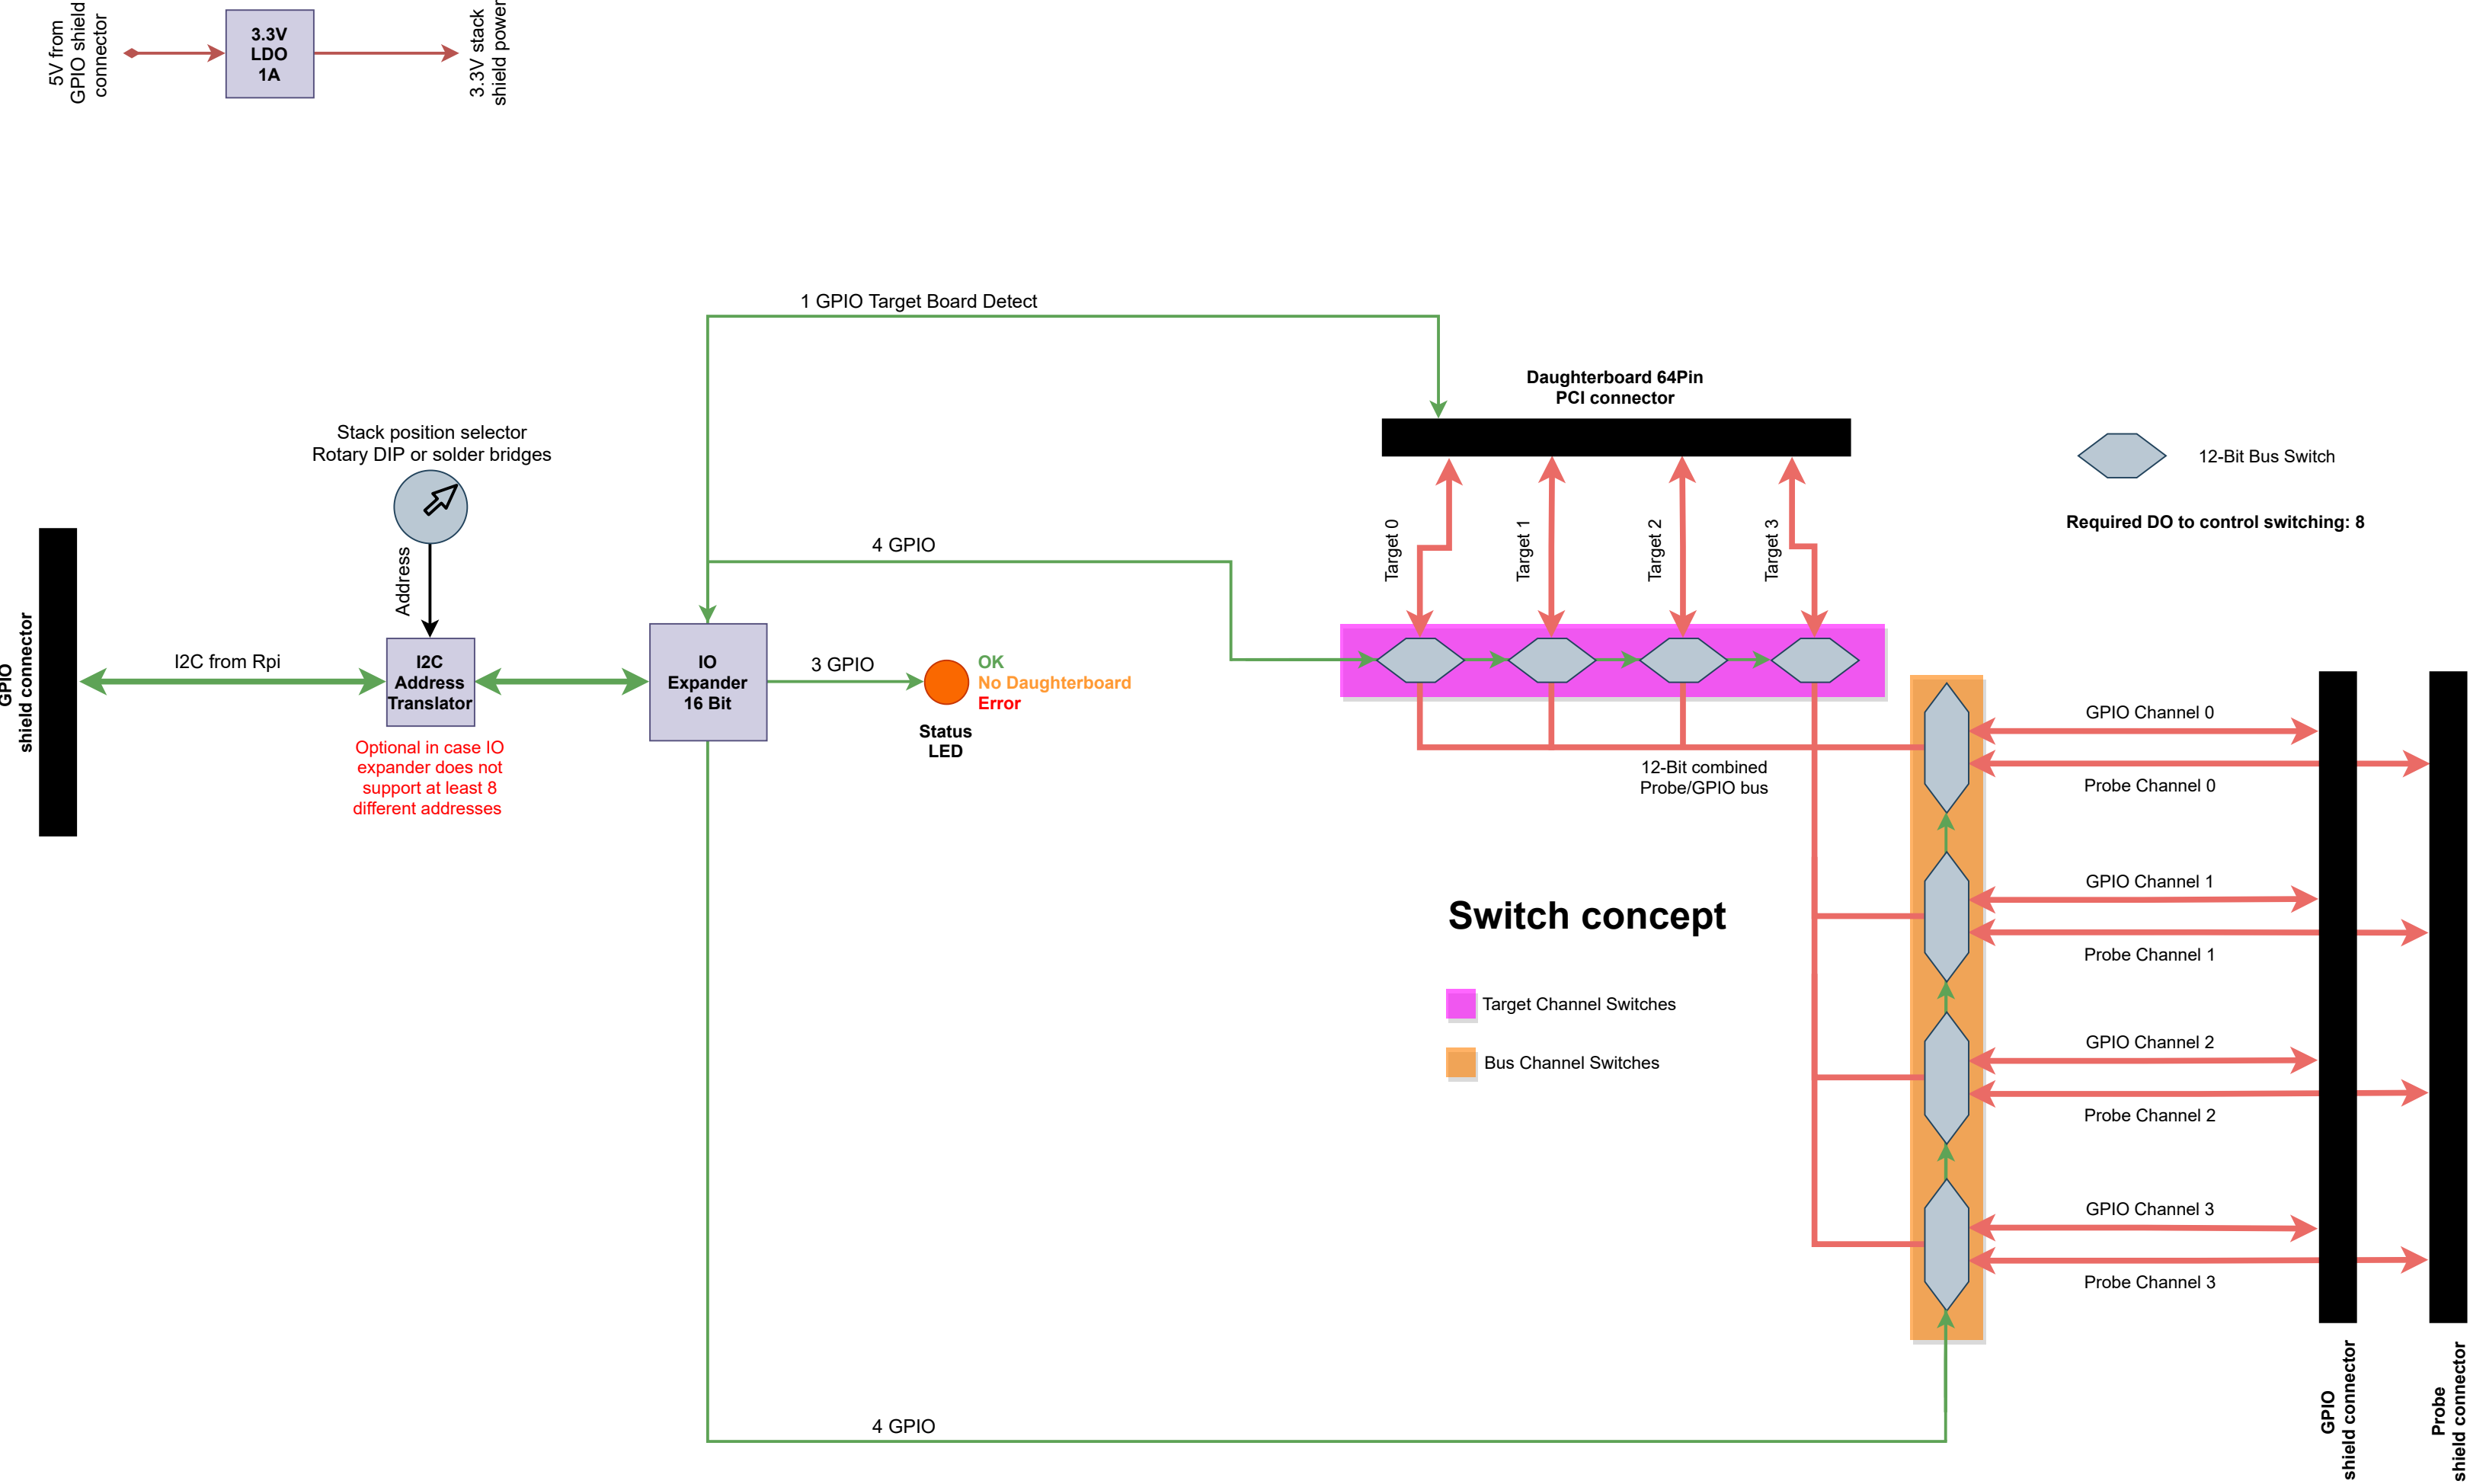 5V from
GPIO shield
connector
3.3V
LDO
1A
3.3V stack
shield power
1 GPIO Target Board Detect
Daughterboard 64Pin
PCI connector
Stack position selector
Rotary DIP or solder bridges
12-Bit Bus Switch
Required DO to control switching: 8
4 GPIO
Target 0
Target 1
Target 2
Target 3
Address
GPIO
shield connector
I2C from Rpi
I2C
Address
Translator
IO
Expander
16 Bit
3 GPIO
OK
No Daughterboard
Error
Status
LED
Optional in case IO
expander does not
support at least 8
different addresses
12-Bit combined
Probe/GPIO bus
GPIO Channel 0
Probe Channel 0
GPIO Channel 1
Probe Channel 1
Switch concept
Target Channel Switches
Bus Channel Switches
GPIO Channel 2
Probe Channel 2
GPIO Channel 3
Probe Channel 3
4 GPIO
GPIO
shield connector
Probe
shield connector